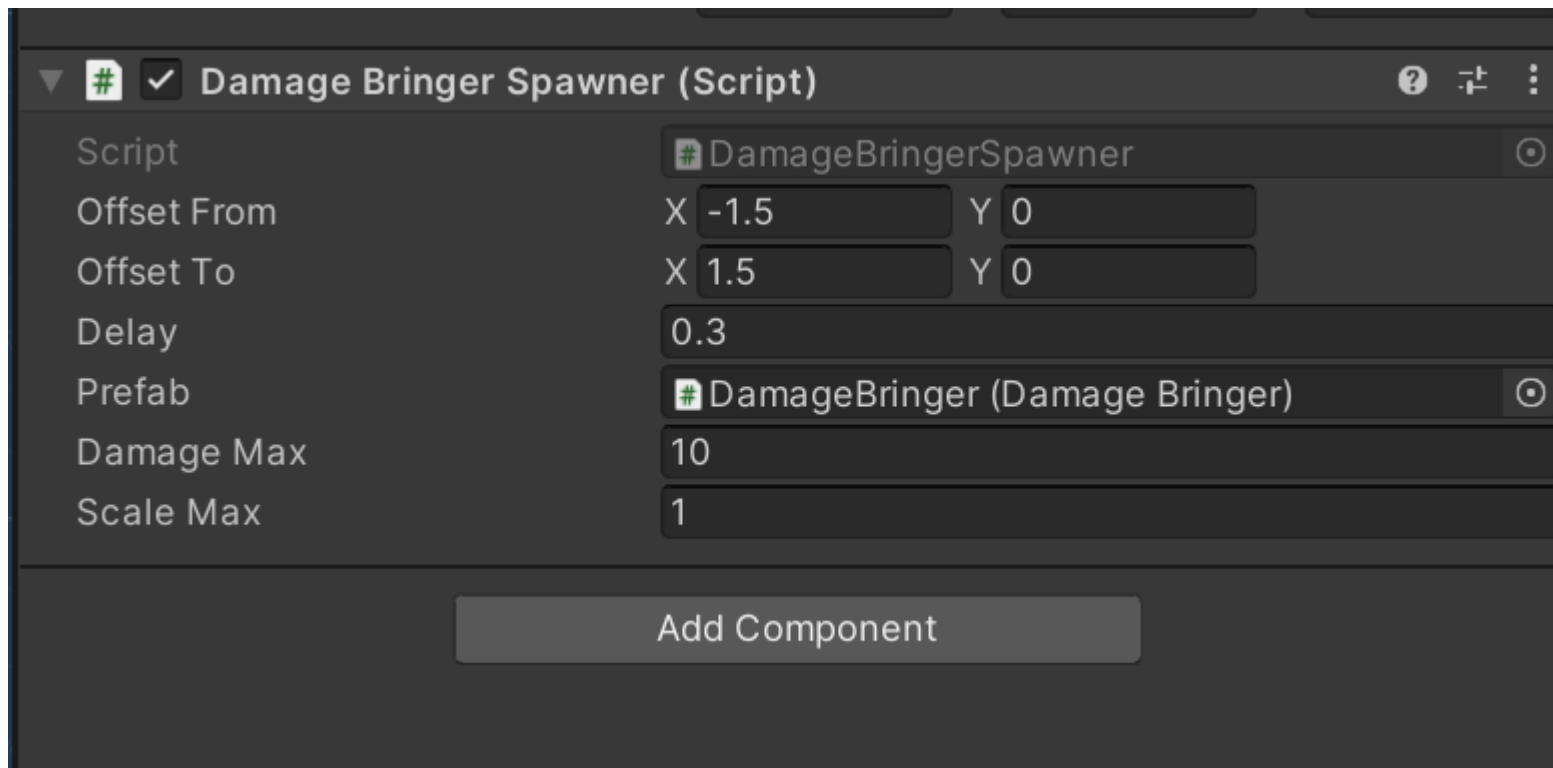 Damage Bringer Spawner (Script)
Script DamageBringerSpawner
Offset From X -1.5 Y 0
Offset To X 1.5 Y 0
Delay 0.3
Prefab DamageBringer (Damage Bringer)
Damage Max 10
Scale Max 1
Add Component